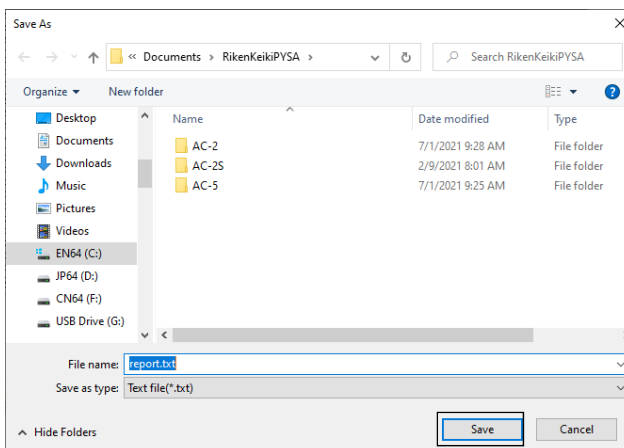 Save As
« Documents > RikenKeikiPYSA >
Search RikenKeikiPYSA
Organize
New folder
Name
Date modified
Type
Desktop
Documents
Downloads
Music
Pictures
Videos
EN64 (C:)
JP64 (D:)
CN64 (F:)
USB Drive (G:)
AC-2 7/1/2021 9:28 AM File folder
AC-2S 2/9/2021 8:01 AM File folder
AC-5 7/1/2021 9:25 AM File folder
File name: report.txt
Save as type: Text file(*.txt)
Hide Folders
Save
Cancel